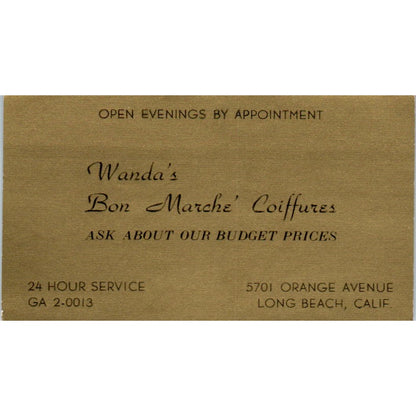 OPEN EVENINGS BY APPOINTMENT
Wanda's
Bon Marche' Coiffures
ASK ABOUT OUR BUDGET PRICES
24 HOUR SERVICE
GA 2-0013
5701 ORANGE AVENUE
LONG BEACH, CALIF.